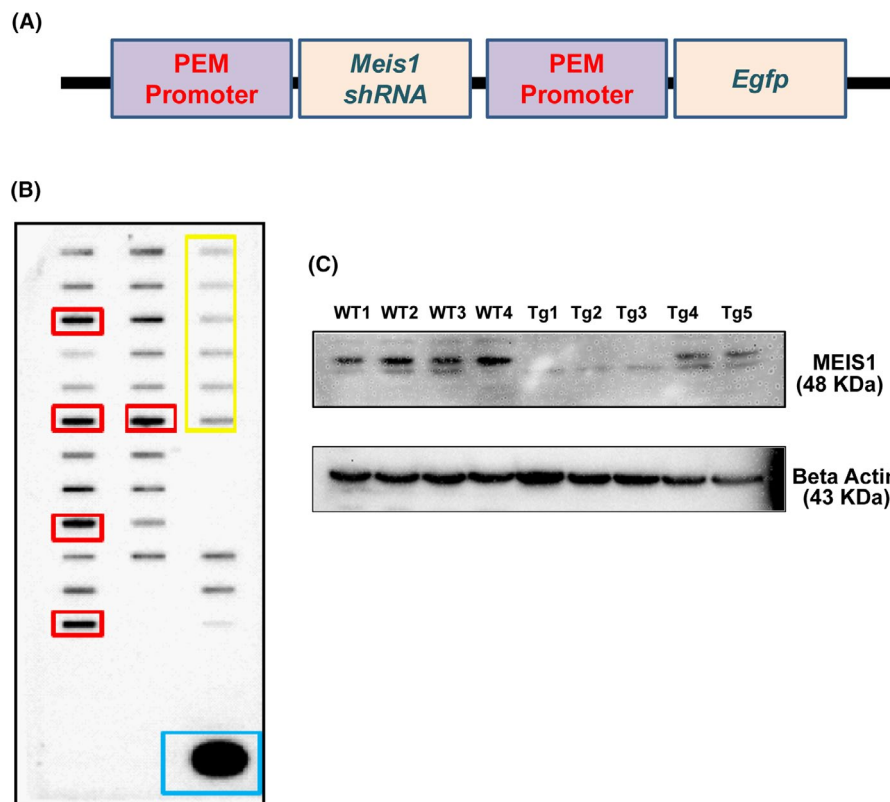 (A)
PEM Promoter
Meis1 shRNA
PEM Promoter
Egfp
(B)
(C)
WT1 WT2 WT3 WT4 Tg1 Tg2 Tg3 Tg4 Tg5
MEIS1
(48 KDa)
Beta Actin
(43 KDa)